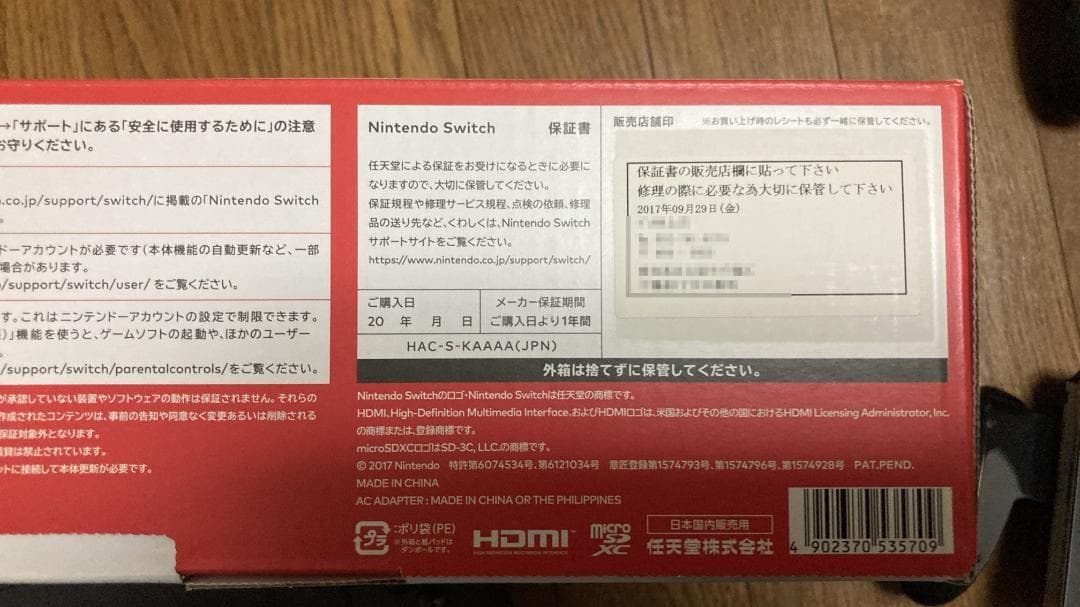 →「サポート」にある「安全に使用するために」の注意
お守りください。
.co.jp/support/switch/に掲載の「Nintendo Switch
ドーアカウントが必要です(本体機能の自動更新など、一部
場合があります。
/support/switch/user/ をご覧ください。
す。これはニンテンドーアカウントの設定で制限できます。
)」機能を使うと、ゲームソフトの起動や、ほかのユーザー
/support/switch/parentalcontrols/をご覧ください。
が承認していない装置やソフトウェアの動作は保証されません。それらの
作成されたコンテンツは、事前の告知や同意なく変更あるいは削除される
保証対象外となります。
賃貸は禁止されています。
ットに接続して本体更新が必要です。
Nintendo Switch 保証書
任天堂による保証をお受けになるときに必要に
なりますので、大切に保管してください。
保証規程や修理サービス規程、点検の依頼、修理
品の送り先など、くわしくは、Nintendo Switch
サポートサイトをご覧ください。
https://www.nintendo.co.jp/support/switch/
ご購入日
20 年 月 日
メーカー保証期間
ご購入日より1年間
HAC-S-KAAAA(JPN)
販売店舗印 ※お買い上げ時のレシートも必ず一緒に保管してください。
保証書の販売店欄に貼って下さい
修理の際に必要な為大切に保管して下さい
2017年09月29日(金)
外箱は捨てずに保管してください。
Nintendo Switchのロゴ・Nintendo Switchは任天堂の商標です。
HDMI、High-Definition Multimedia Interface、およびHDMIロゴは、米国およびその他の国におけるHDMI Licensing Administrator, Inc.
の商標または、登録商標です。
microSDXCロゴはSD-3C, LLC.の商標です。
© 2017 Nintendo 特許第6074534号、第6121034号 意匠登録第1574793号、第1574796号、第1574928号 PAT.PEND.
MADE IN CHINA
AC ADAPTER : MADE IN CHINA OR THE PHILIPPINES
プラ
:ポリ袋(PE)
※外箱と紙パッドは
ダンボールです。
HDMI™
HIGH-DEFINITION MULTIMEDIA INTERFACE
micro
SD
XC
日本国内販売用
任天堂株式会社
4 902370 535709